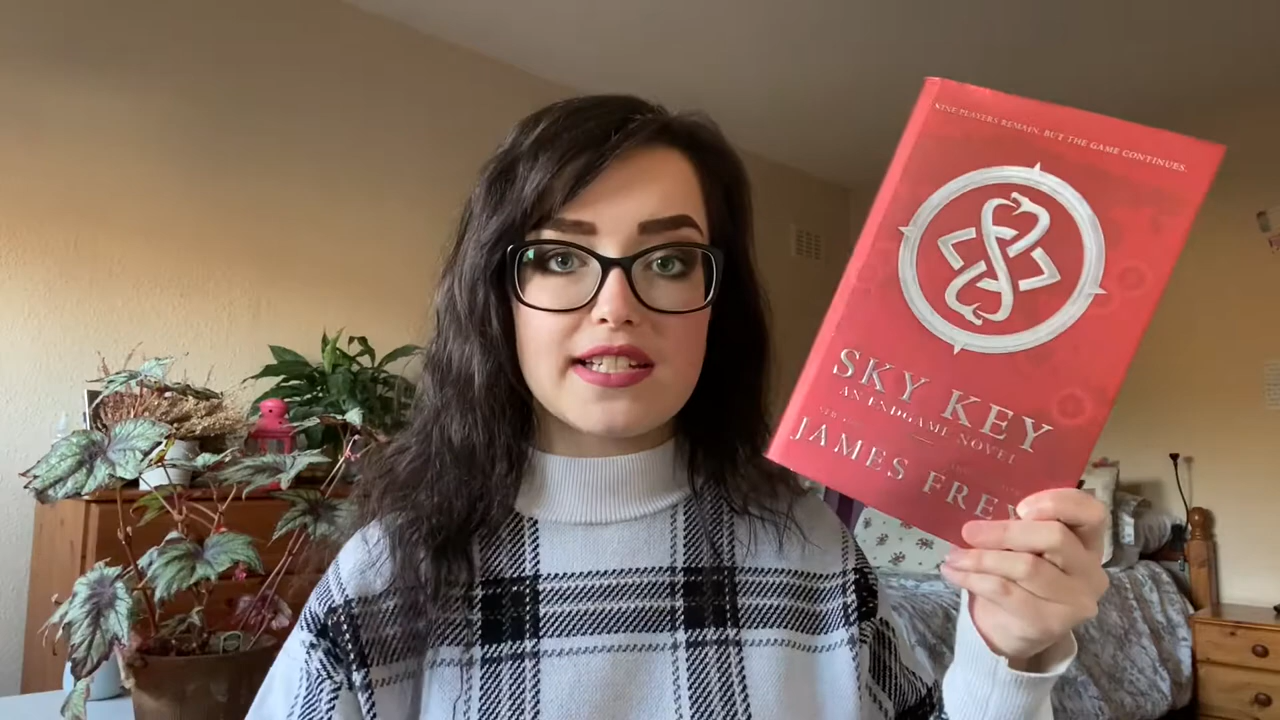 NINE PLAYERS REMAIN. BUT THE GAME CONTINUES.
SKY KEY
AN ENDGAME NOVEL
JAMES FREY